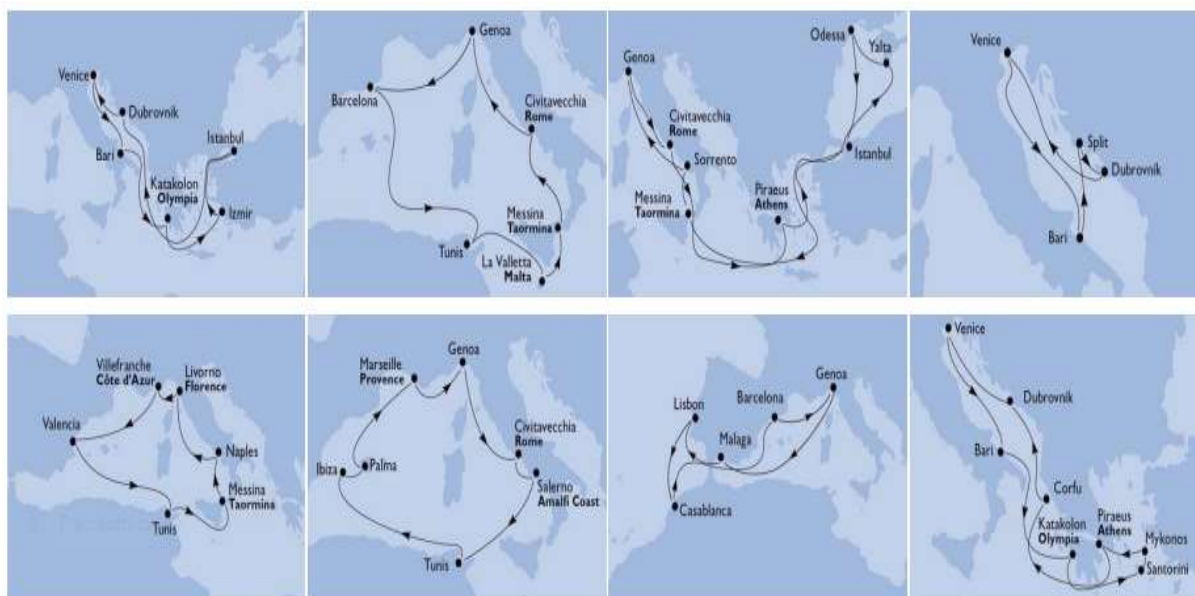 Venice
Dubrovnik
Istanbul
Bari
Katakolon
Olympia
Izmir
Genoa
Barcelona
Civitavecchia
Rome
Messina
Taormina
Tunis
La Valletta
Malta
Odessa
Yalta
Genoa
Civitavecchia
Rome
Sorrento
Istanbul
Messina
Taormina
Piraeus
Athens
Venice
Split
Dubrovnik
Bari
Villefranche
Côte d'Azur
Livorno
Florence
Valencia
Naples
Messina
Taormina
Tunis
Genoa
Marseille
Provence
Civitavecchia
Rome
Ibiza
Palma
Salerno
Amalfi Coast
Tunis
Genoa
Lisbon
Barcelona
Malaga
Casablanca
Venice
Dubrovnik
Bari
Corfu
Katakolon
Olympia
Piraeus
Athens
Mykonos
Santorini